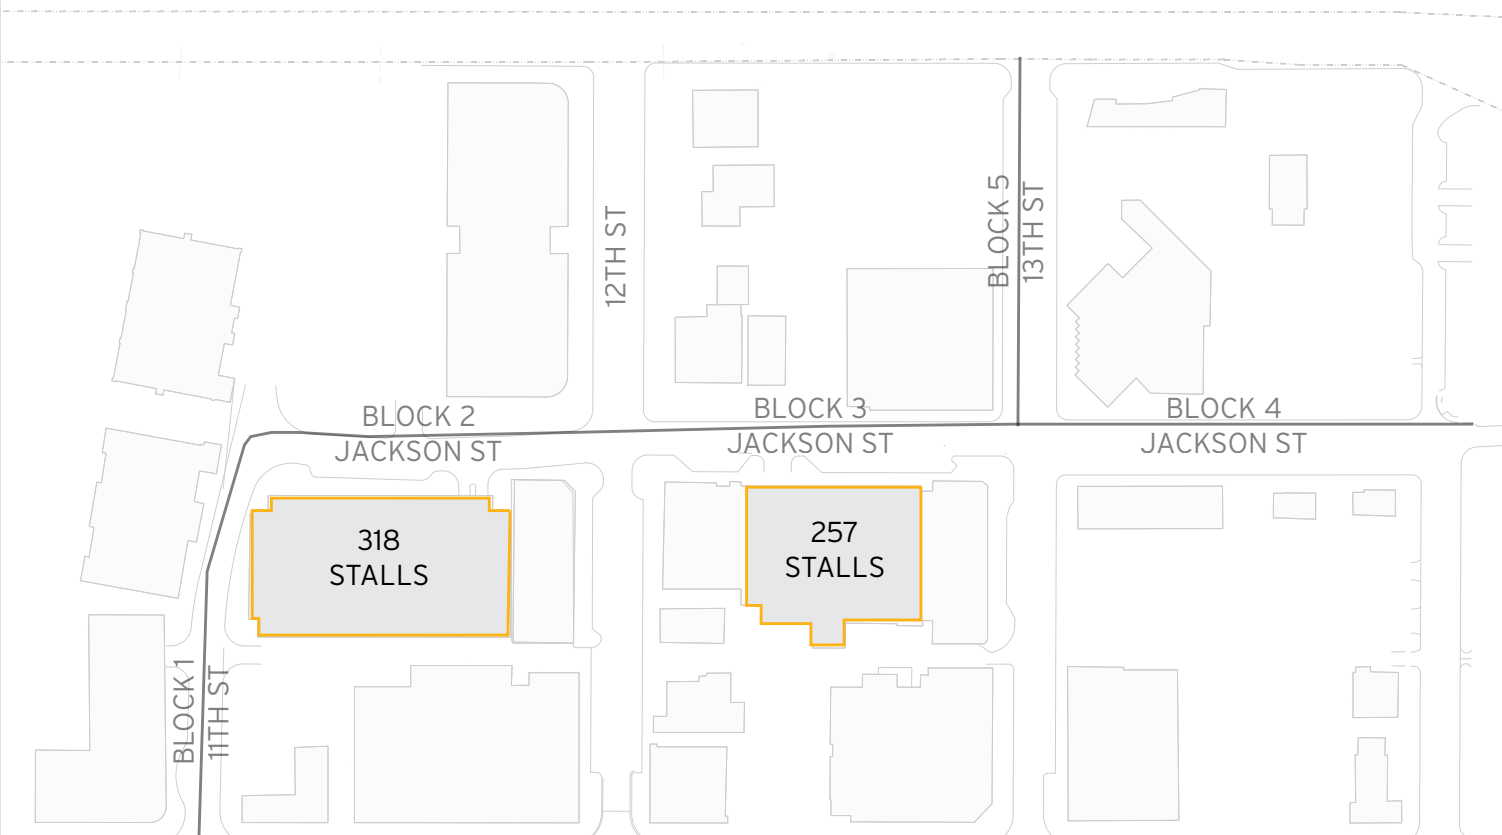 BLOCK 5
13TH ST
12TH ST
BLOCK 2
JACKSON ST
BLOCK 3
JACKSON ST
BLOCK 4
JACKSON ST
318
STALLS
257
STALLS
BLOCK 1
11TH ST